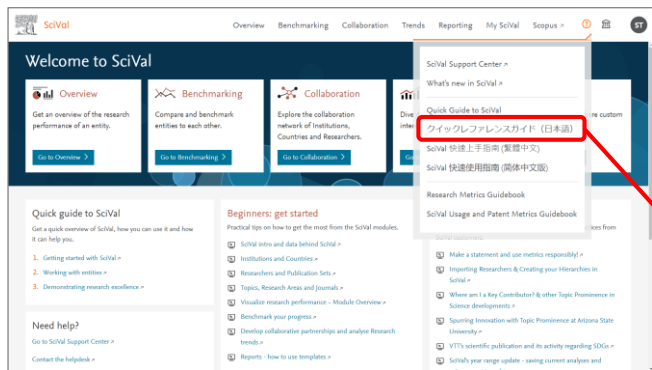 SciVal
Overview Benchmarking Collaboration Trends Reporting My SciVal Scopus ↗ ? ST
Welcome to SciVal
Overview
Get an overview of the research
performance of an entity.
Go to Overview >
Benchmarking
Compare and benchmark
entities to each other.
Go to Benchmarking >
Collaboration
Explore the collaboration
network of Institutions,
Countries and Researchers.
Go to Collaboration >
SciVal Support Center ↗
What's new in SciVal ↗
Quick Guide to SciVal
クイックレファレンスガイド（日本語）
SciVal 快速上手指南 (繁體中文)
SciVal 快速使用指南 (简体中文版)
Research Metrics Guidebook
SciVal Usage and Patent Metrics Guidebook
Quick guide to SciVal
Get a quick overview of SciVal, how you can use it and how
it can help you.
1. Getting started with SciVal ↗
2. Working with entities ↗
3. Demonstrating research excellence ↗
Need help?
Go to SciVal Support Center ↗
Contact the helpdesk ↗
Beginners: get started
Practical tips on how to get the most from the SciVal modules.
SciVal intro and data behind SciVal ↗
Institutions and Countries ↗
Researchers and Publication Sets ↗
Topics, Research Areas and Journals ↗
Visualize research performance – Module Overview ↗
Benchmark your progress ↗
Develop collaborative partnerships and analyse Research
trends ↗
Reports - how to use templates ↗
Make a statement and use metrics responsibly! ↗
Importing Researchers & Creating your Hierarchies in
SciVal ↗
Where am I a Key Contributor? & other Topic Prominence in
Science developments ↗
Spurring Innovation with Topic Prominence at Arizona State
University ↗
VTT's scientific publication and its activity regarding SDGs ↗
SciVal's year range update - saving current analyses and